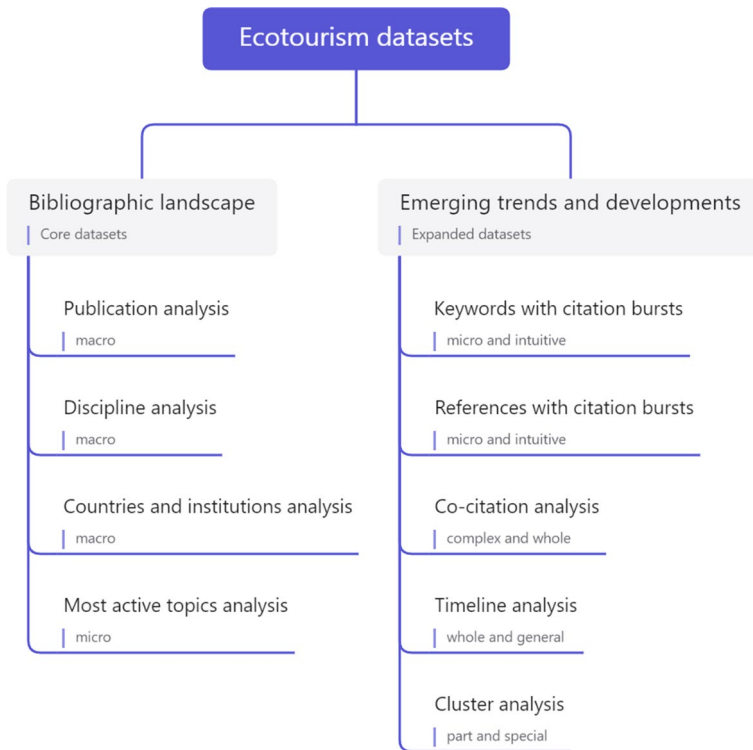 Ecotourism datasets
Bibliographic landscape
Core datasets
Publication analysis
macro
Discipline analysis
macro
Countries and institutions analysis
macro
Most active topics analysis
micro
Emerging trends and developments
Expanded datasets
Keywords with citation bursts
micro and intuitive
References with citation bursts
micro and intuitive
Co-citation analysis
complex and whole
Timeline analysis
whole and general
Cluster analysis
part and special